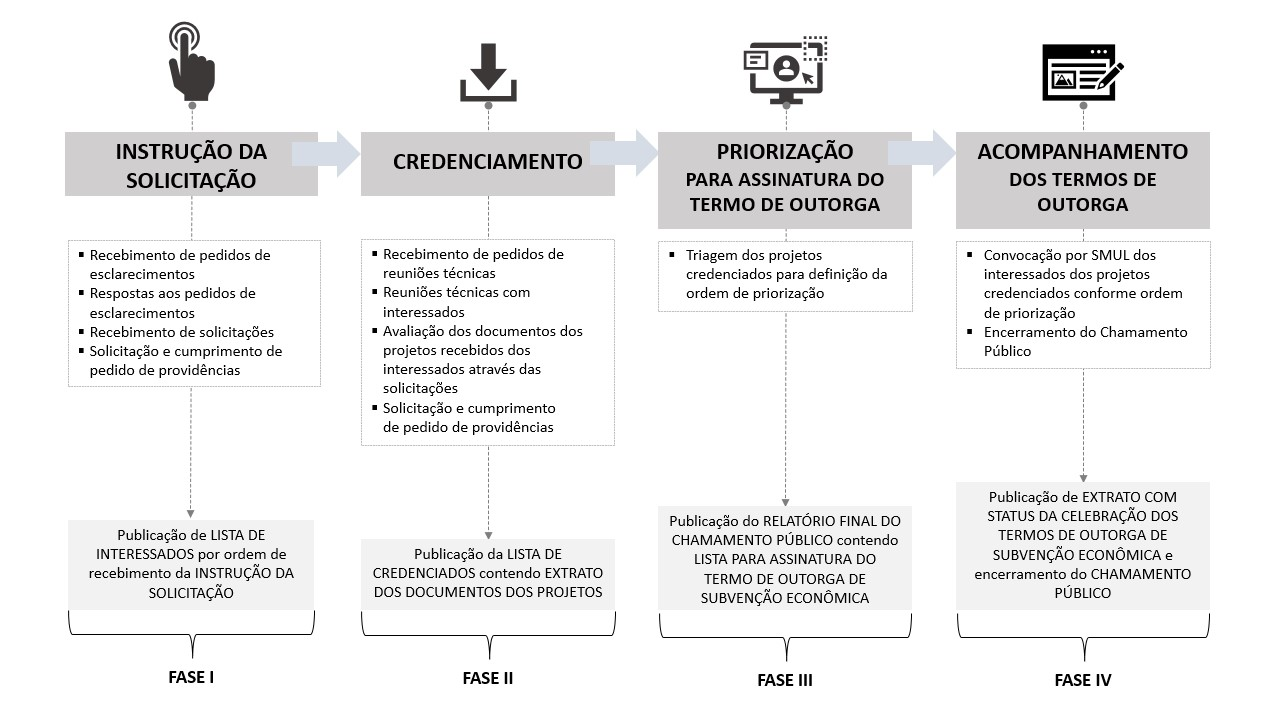 INSTRUÇÃO DA
SOLICITAÇÃO
▪ Recebimento de pedidos de
esclarecimentos
▪ Respostas aos pedidos de
esclarecimentos
▪ Recebimento de solicitações
▪ Solicitação e cumprimento de
pedido de providências
Publicação de LISTA DE
INTERESSADOS por ordem de
recebimento da INSTRUÇÃO DA
SOLICITAÇÃO
FASE I
CREDENCIAMENTO
▪ Recebimento de pedidos de
reuniões técnicas
▪ Reuniões técnicas com
interessados
▪ Avaliação dos documentos dos
projetos recebidos dos
interessados através das
solicitações
▪ Solicitação e cumprimento
de pedido de providências
Publicação da LISTA DE
CREDENCIADOS contendo EXTRATO
DOS DOCUMENTOS DOS PROJETOS
FASE II
PRIORIZAÇÃO
PARA ASSINATURA DO
TERMO DE OUTORGA
▪ Triagem dos projetos
credenciados para definição da
ordem de priorização
Publicação do RELATÓRIO FINAL DO
CHAMAMENTO PÚBLICO contendo
LISTA PARA ASSINATURA DO
TERMO DE OUTORGA DE
SUBVENÇÃO ECONÔMICA
FASE III
ACOMPANHAMENTO
DOS TERMOS DE
OUTORGA
▪ Convocação por SMUL dos
interessados dos projetos
credenciados conforme ordem
de priorização
▪ Encerramento do Chamamento
Público
Publicação de EXTRATO COM
STATUS DA CELEBRAÇÃO DOS
TERMOS DE OUTORGA DE
SUBVENÇÃO ECONÔMICA e
encerramento do CHAMAMENTO
PÚBLICO
FASE IV